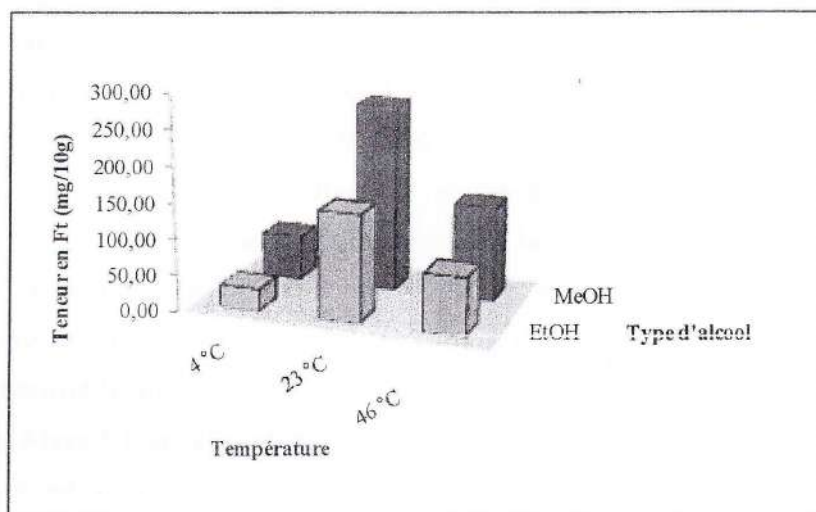 300,00
250,00
200,00
150,00
100,00
50,00
0,00
Teneur en Ft (mg/10g)
4°C
23°C
46°C
Température
MeOH
EtOH
Type d'alcool